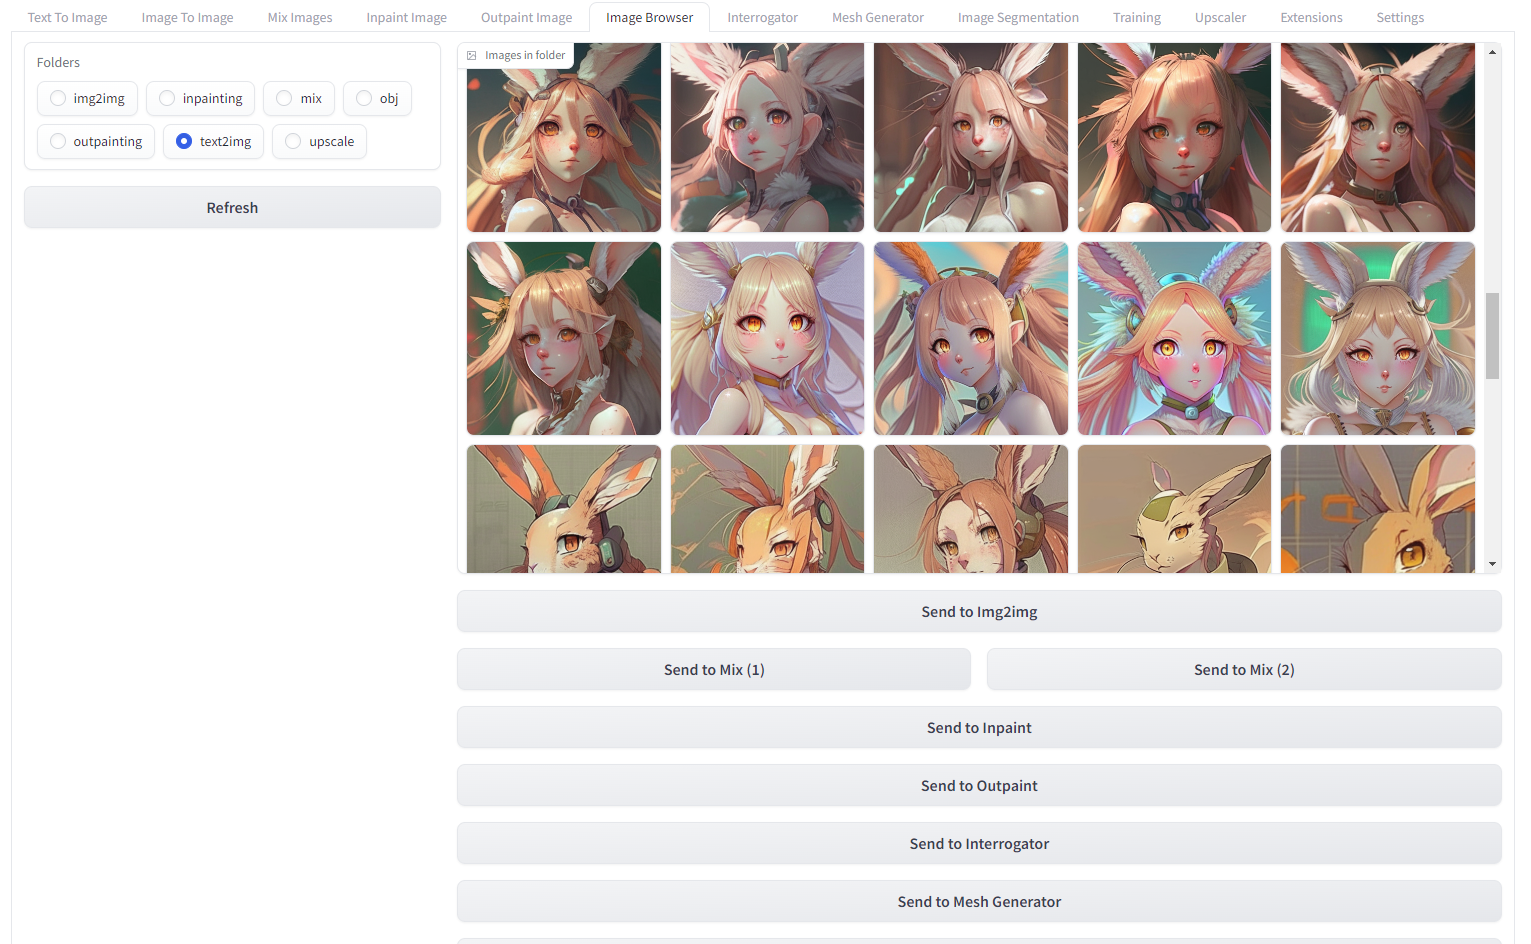 Text To Image Image To Image Mix Images Inpaint Image Outpaint Image Image Browser Interrogator Mesh Generator Image Segmentation Training Upscaler Extensions Settings
Folders
img2img inpainting mix obj
outpainting text2img upscale
Refresh
Images in folder
Send to Img2img
Send to Mix (1) Send to Mix (2)
Send to Inpaint
Send to Outpaint
Send to Interrogator
Send to Mesh Generator